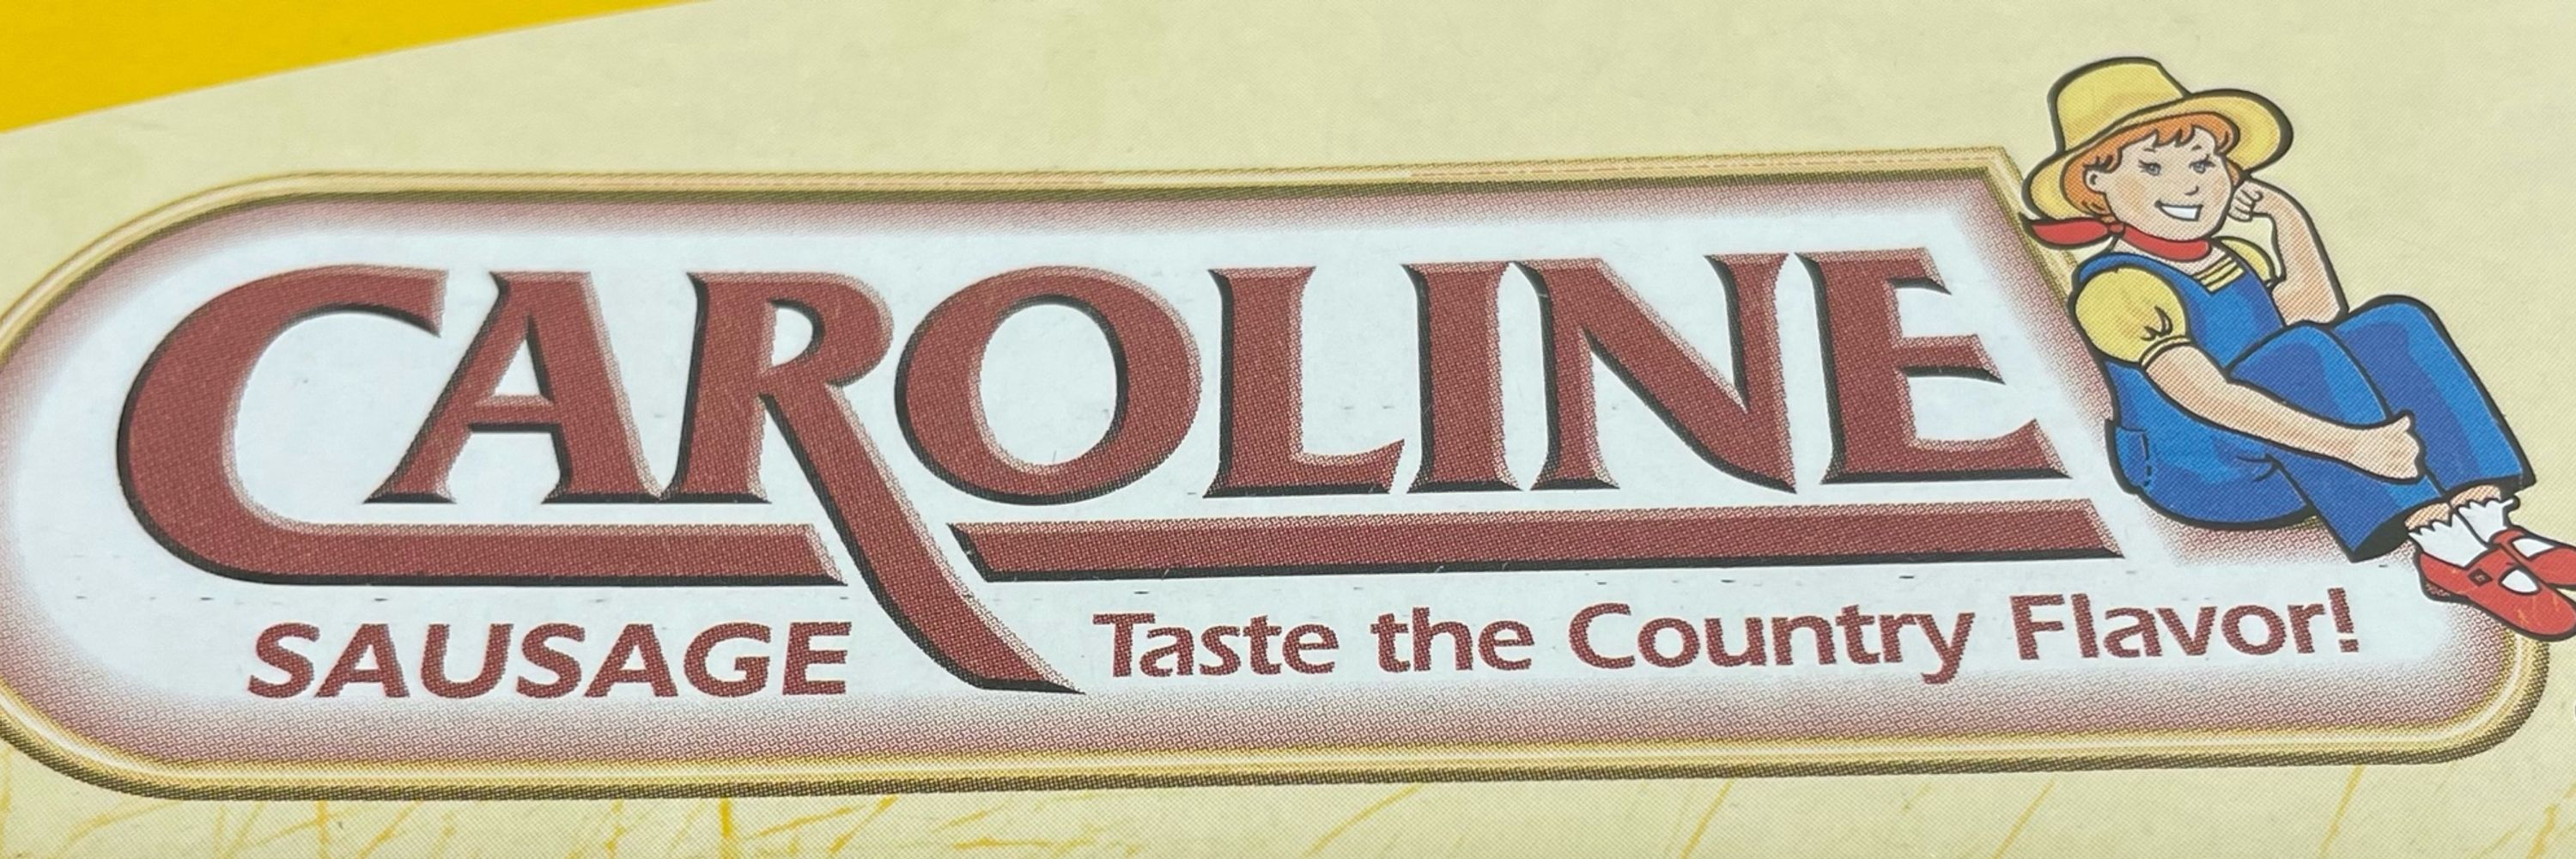 CAROLINE
SAUSAGE Taste the Country Flavor!